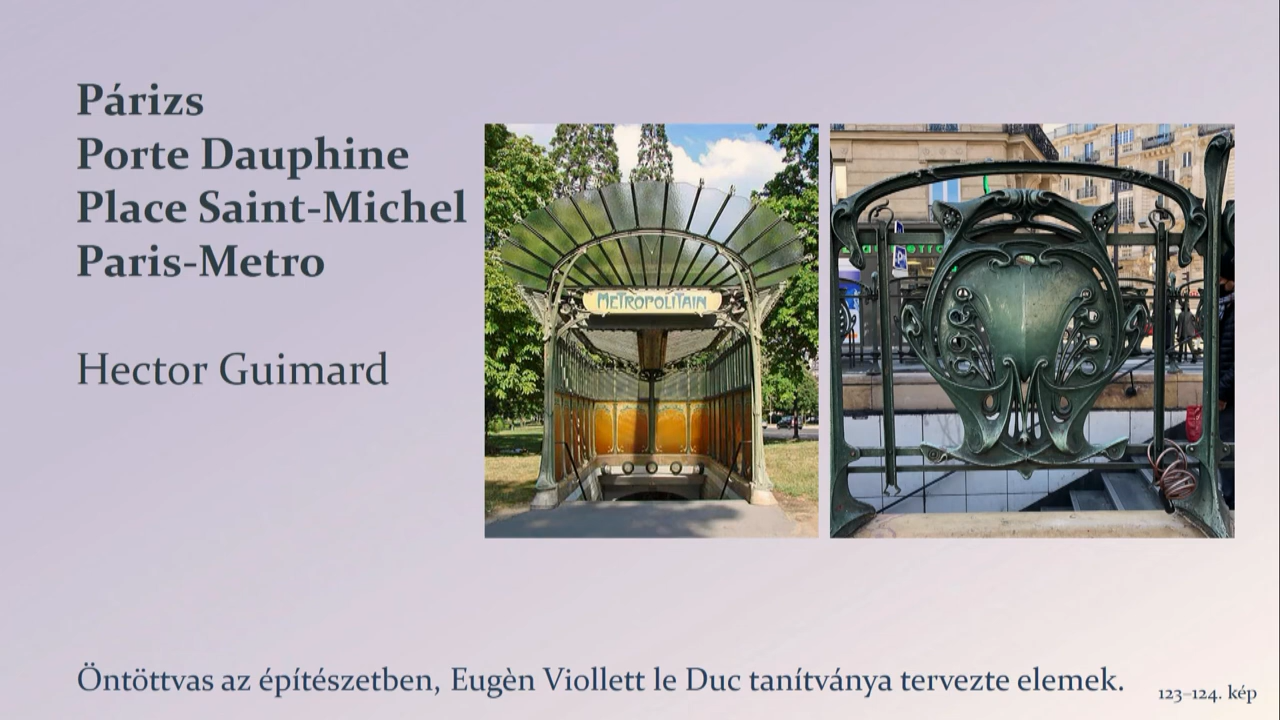 Párizs
Porte Dauphine
Place Saint-Michel
Paris-Metro
Hector Guimard
METROPOLITAIN
Öntöttvas az építészetben, Eugèn Viollett le Duc tanítványa tervezte elemek.
123–124. kép